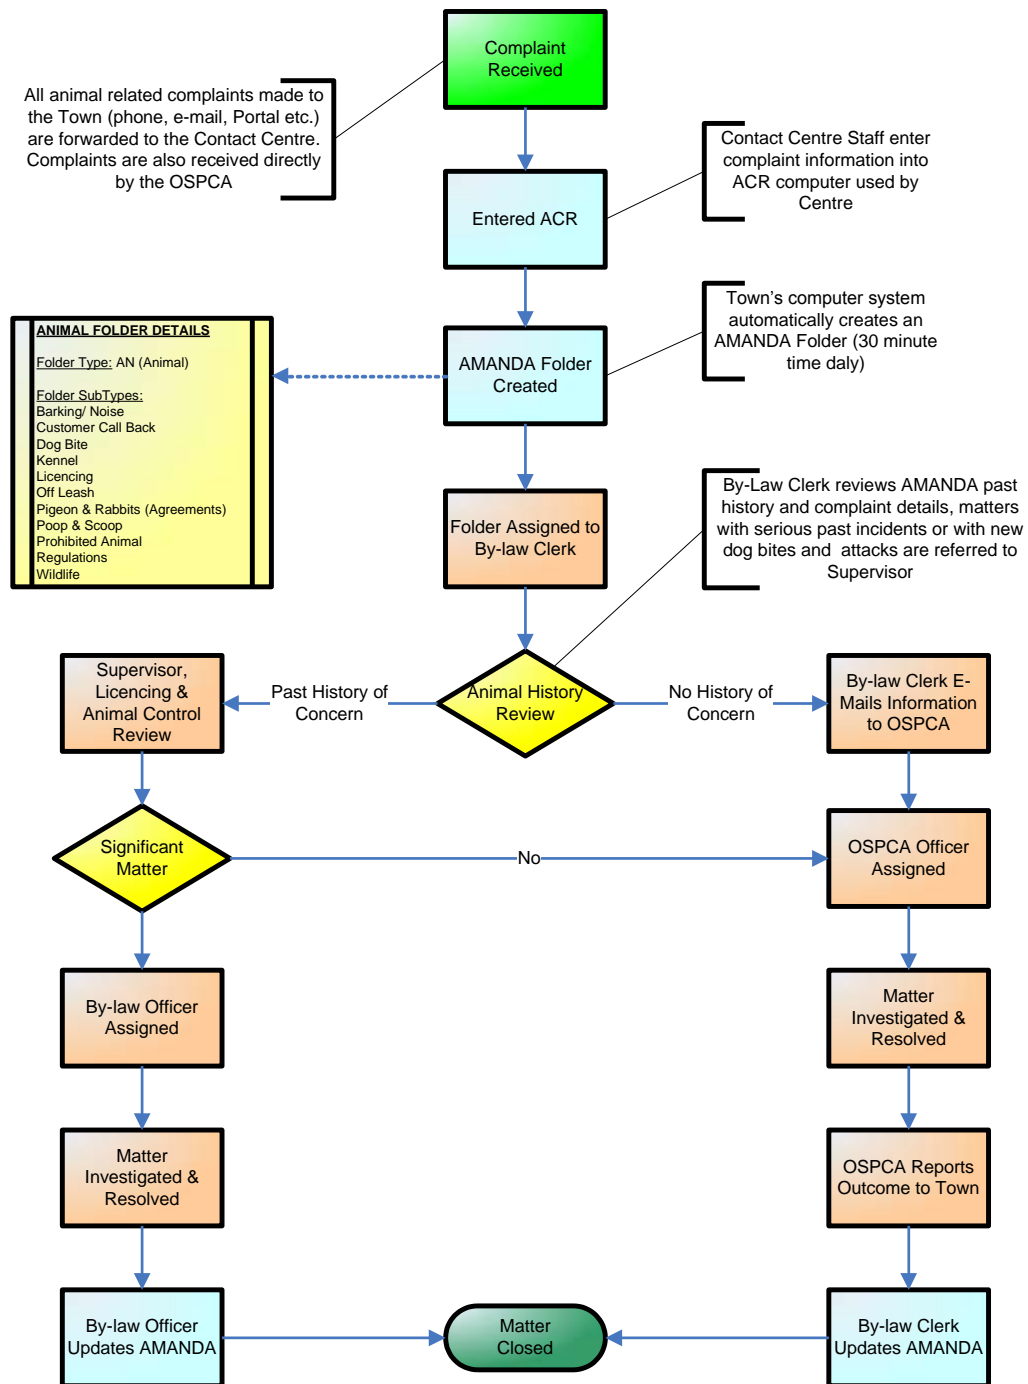 Complaint
Received
All animal related complaints made to
the Town (phone, e-mail, Portal etc.)
are forwarded to the Contact Centre.
Complaints are also received directly
by the OSPCA
Contact Centre Staff enter
complaint information into
ACR computer used by
Centre
Entered ACR
Town's computer system
automatically creates an
AMANDA Folder (30 minute
time daly)
AMANDA Folder
Created
ANIMAL FOLDER DETAILS
Folder Type: AN (Animal)
Folder SubTypes:
Barking/ Noise
Customer Call Back
Dog Bite
Kennel
Licencing
Off Leash
Pigeon & Rabbits (Agreements)
Poop & Scoop
Prohibited Animal
Regulations
Wildlife
Folder Assigned to
By-law Clerk
By-Law Clerk reviews AMANDA past
history and complaint details, matters
with serious past incidents or with new
dog bites and attacks are referred to
Supervisor
Supervisor,
Licencing &
Animal Control
Review
Past History of
Concern
Animal History
Review
No History of
Concern
By-law Clerk E-
Mails Information
to OSPCA
Significant
Matter
No
OSPCA Officer
Assigned
By-law Officer
Assigned
Matter
Investigated &
Resolved
Matter
Investigated &
Resolved
OSPCA Reports
Outcome to Town
By-law Officer
Updates AMANDA
Matter
Closed
By-law Clerk
Updates AMANDA